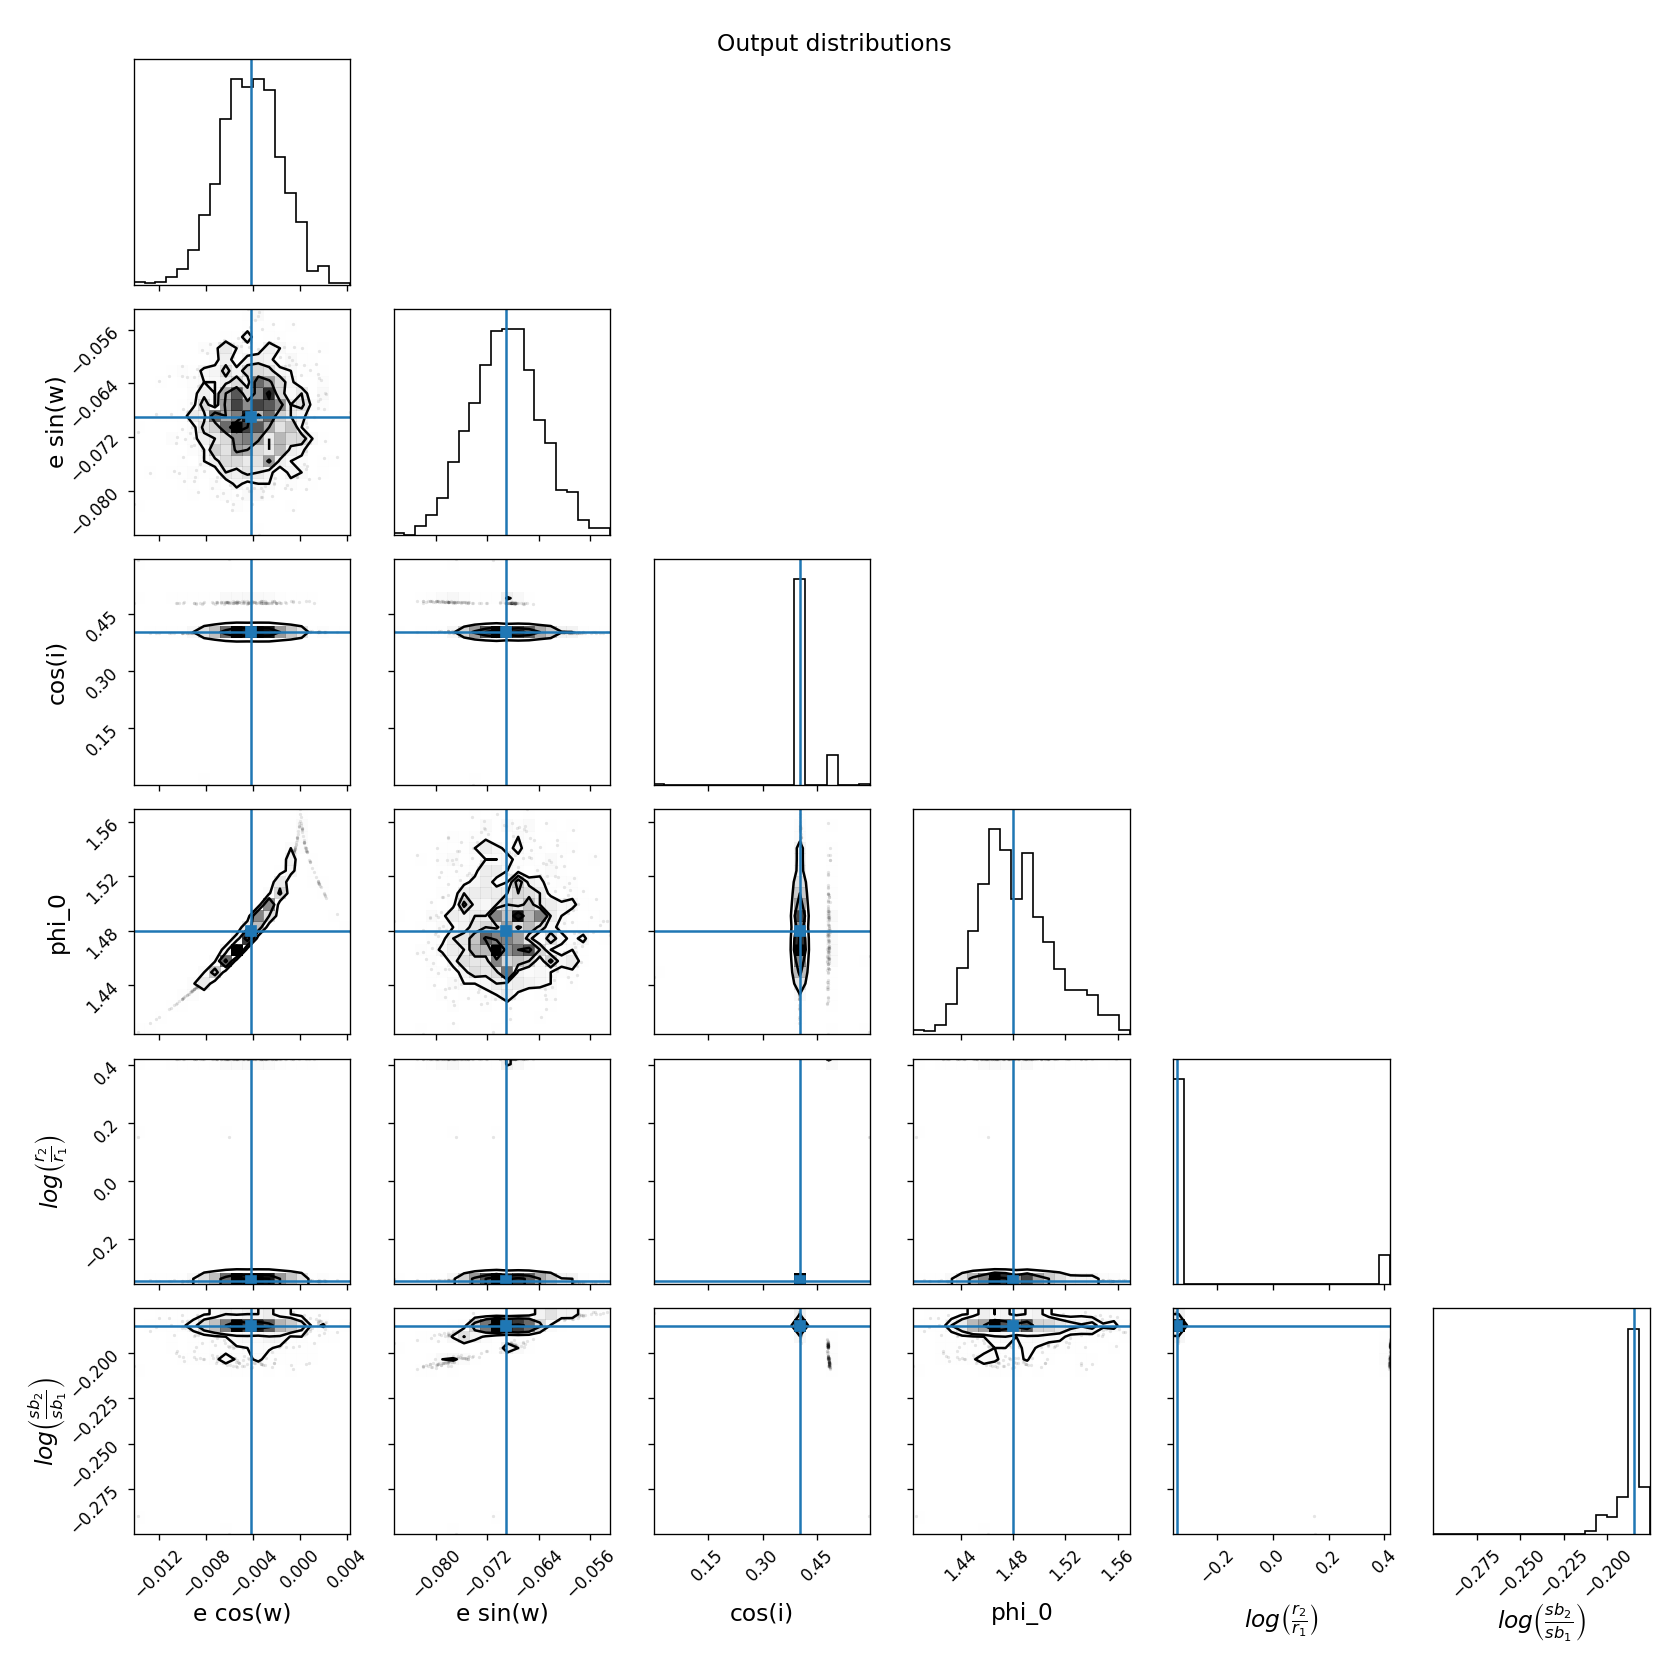 Output distributions
−0.056
−0.064
−0.072
−0.080
e sin(w)
0.45
0.30
0.15
cos(i)
1.56
1.52
1.48
1.44
phi_0
0.4
0.2
0.0
−0.2
log(r₂/r₁)
−0.200
−0.225
−0.250
−0.275
log(sb₂/sb₁)
−0.012 −0.008 −0.004 0.000 0.004
e cos(w)
−0.080 −0.072 −0.064 −0.056
e sin(w)
0.15 0.30 0.45
cos(i)
1.44 1.48 1.52 1.56
phi_0
−0.2 0.0 0.2 0.4
log(r₂/r₁)
−0.275 −0.250 −0.225 −0.200
log(sb₂/sb₁)